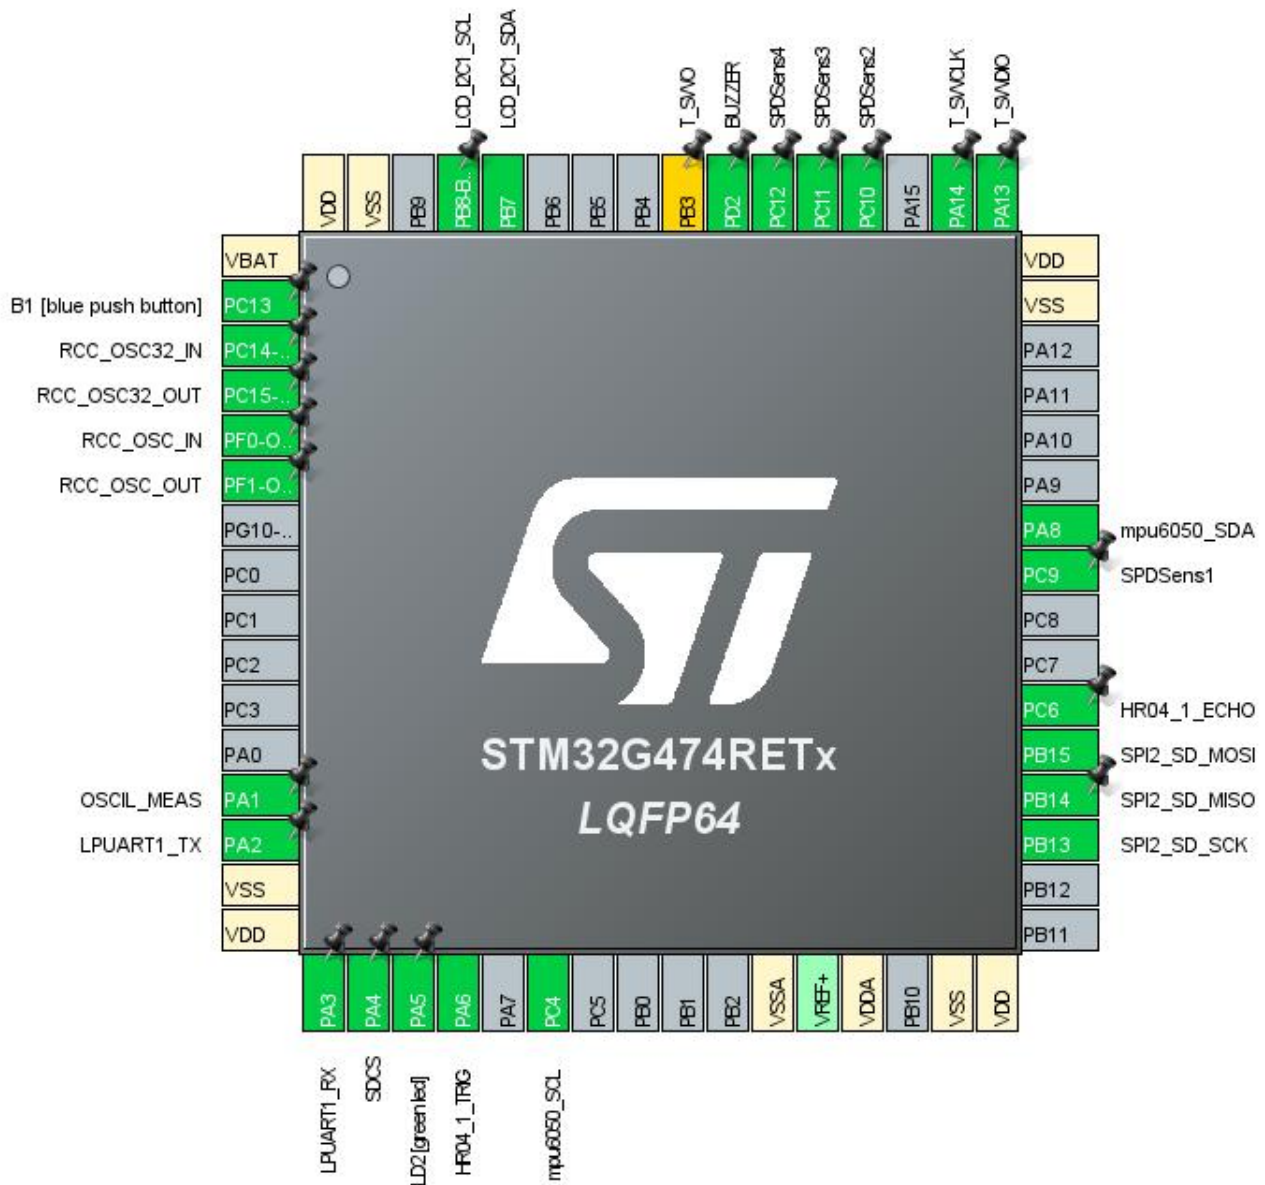 LCD_I2C1_SCL
LCD_I2C1_SDA
T_SWO
BUZZER
SPDSens4
SPDSens3
SPDSens2
T_SWCLK
T_SWDIO
VDD
VSS
PB9
PB8-B..
PB7
PB6
PB5
PB4
PB3
PD2
PC12
PC11
PC10
PA15
PA14
PA13
VBAT
B1 [blue push button] PC13
RCC_OSC32_IN PC14-..
RCC_OSC32_OUT PC15-..
RCC_OSC_IN PF0-O..
RCC_OSC_OUT PF1-O..
PG10-..
PC0
PC1
PC2
PC3
PA0
OSCIL_MEAS PA1
LPUART1_TX PA2
VSS
VDD
STM32G474RETx
LQFP64
VDD
VSS
PA12
PA11
PA10
PA9
PA8 mpu6050_SDA
PC9 SPDSens1
PC8
PC7
PC6 HR04_1_ECHO
PB15 SPI2_SD_MOSI
PB14 SPI2_SD_MISO
PB13 SPI2_SD_SCK
PB12
PB11
PA3
PA4
PA5
PA6
PA7
PC4
PC5
PB0
PB1
PB2
VSSA
VREF+
VDDA
PB10
VSS
VDD
LPUART1_RX
SDCS
LD2 [green led]
HR04_1_TRIG
mpu6050_SCL